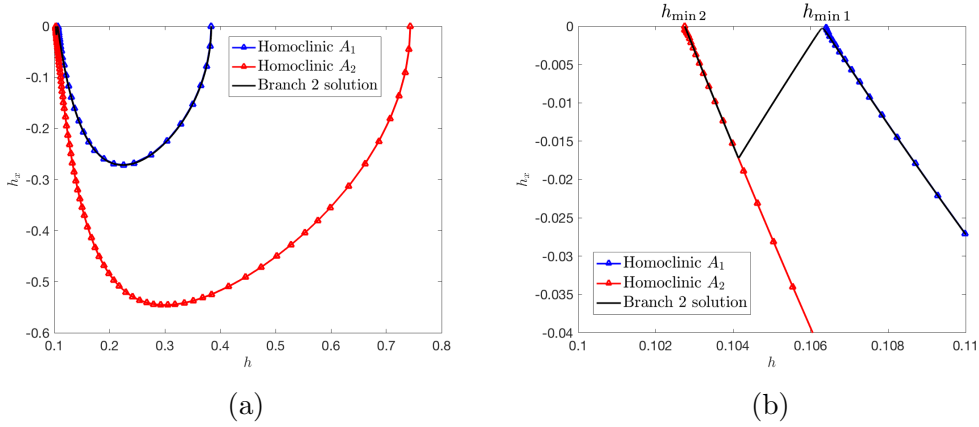 0
-0.1
-0.2
-0.3
-0.4
-0.5
-0.6
0.1
0.2
0.3
0.4
0.5
0.6
0.7
0.8
h
h_x
Homoclinic A_1
Homoclinic A_2
Branch 2 solution
(a)
h_{min 2}
h_{min 1}
0
-0.005
-0.01
-0.015
-0.02
-0.025
-0.03
-0.035
-0.04
0.1
0.102
0.104
0.106
0.108
0.11
h
h_x
Homoclinic A_1
Homoclinic A_2
Branch 2 solution
(b)